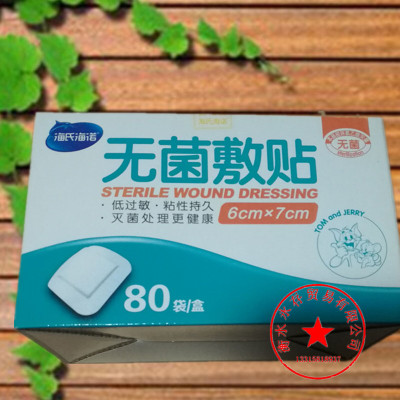 海氏海诺
无菌
无菌敷贴
STERILE WOUND DRESSING
· 低过敏 · 粘性持久
· 灭菌处理更健康
6cm×7cm
TOM and JERRY
80袋/盒